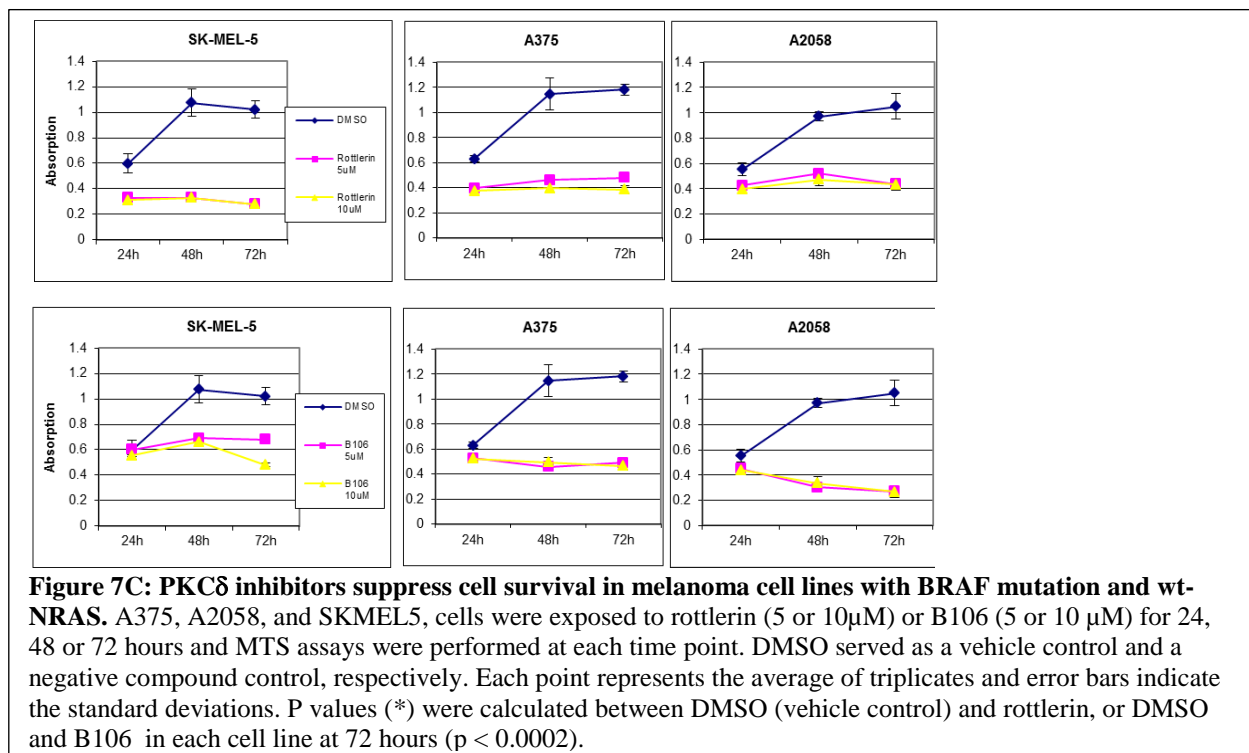 SK-MEL-5
1.4
1.2
1
0.8
0.6
0.4
0.2
0
Absorption
24h 48h 72h
DMSO
Rottlerin
5uM
Rottlerin
10uM
A375
1.4
1.2
1
0.8
0.6
0.4
0.2
0
24h 48h 72h
A2058
1.4
1.2
1
0.8
0.6
0.4
0.2
0
24h 48h 72h
SK-MEL-5
1.4
1.2
1
0.8
0.6
0.4
0.2
0
Absorption
24h 48h 72h
DMSO
B106
5uM
B106
10uM
A375
1.4
1.2
1
0.8
0.6
0.4
0.2
0
24h 48h 72h
A2058
1.4
1.2
1
0.8
0.6
0.4
0.2
0
24h 48h 72h
Figure 7C: PKCδ inhibitors suppress cell survival in melanoma cell lines with BRAF mutation and wt-
NRAS. A375, A2058, and SKMEL5, cells were exposed to rottlerin (5 or 10µM) or B106 (5 or 10 µM) for 24,
48 or 72 hours and MTS assays were performed at each time point. DMSO served as a vehicle control and a
negative compound control, respectively. Each point represents the average of triplicates and error bars indicate
the standard deviations. P values (*) were calculated between DMSO (vehicle control) and rottlerin, or DMSO
and B106 in each cell line at 72 hours (p < 0.0002).